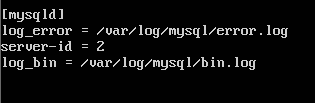 [mysqld]
log_error = /var/log/mysql/error.log
server-id = 2
log_bin = /var/log/mysql/bin.log